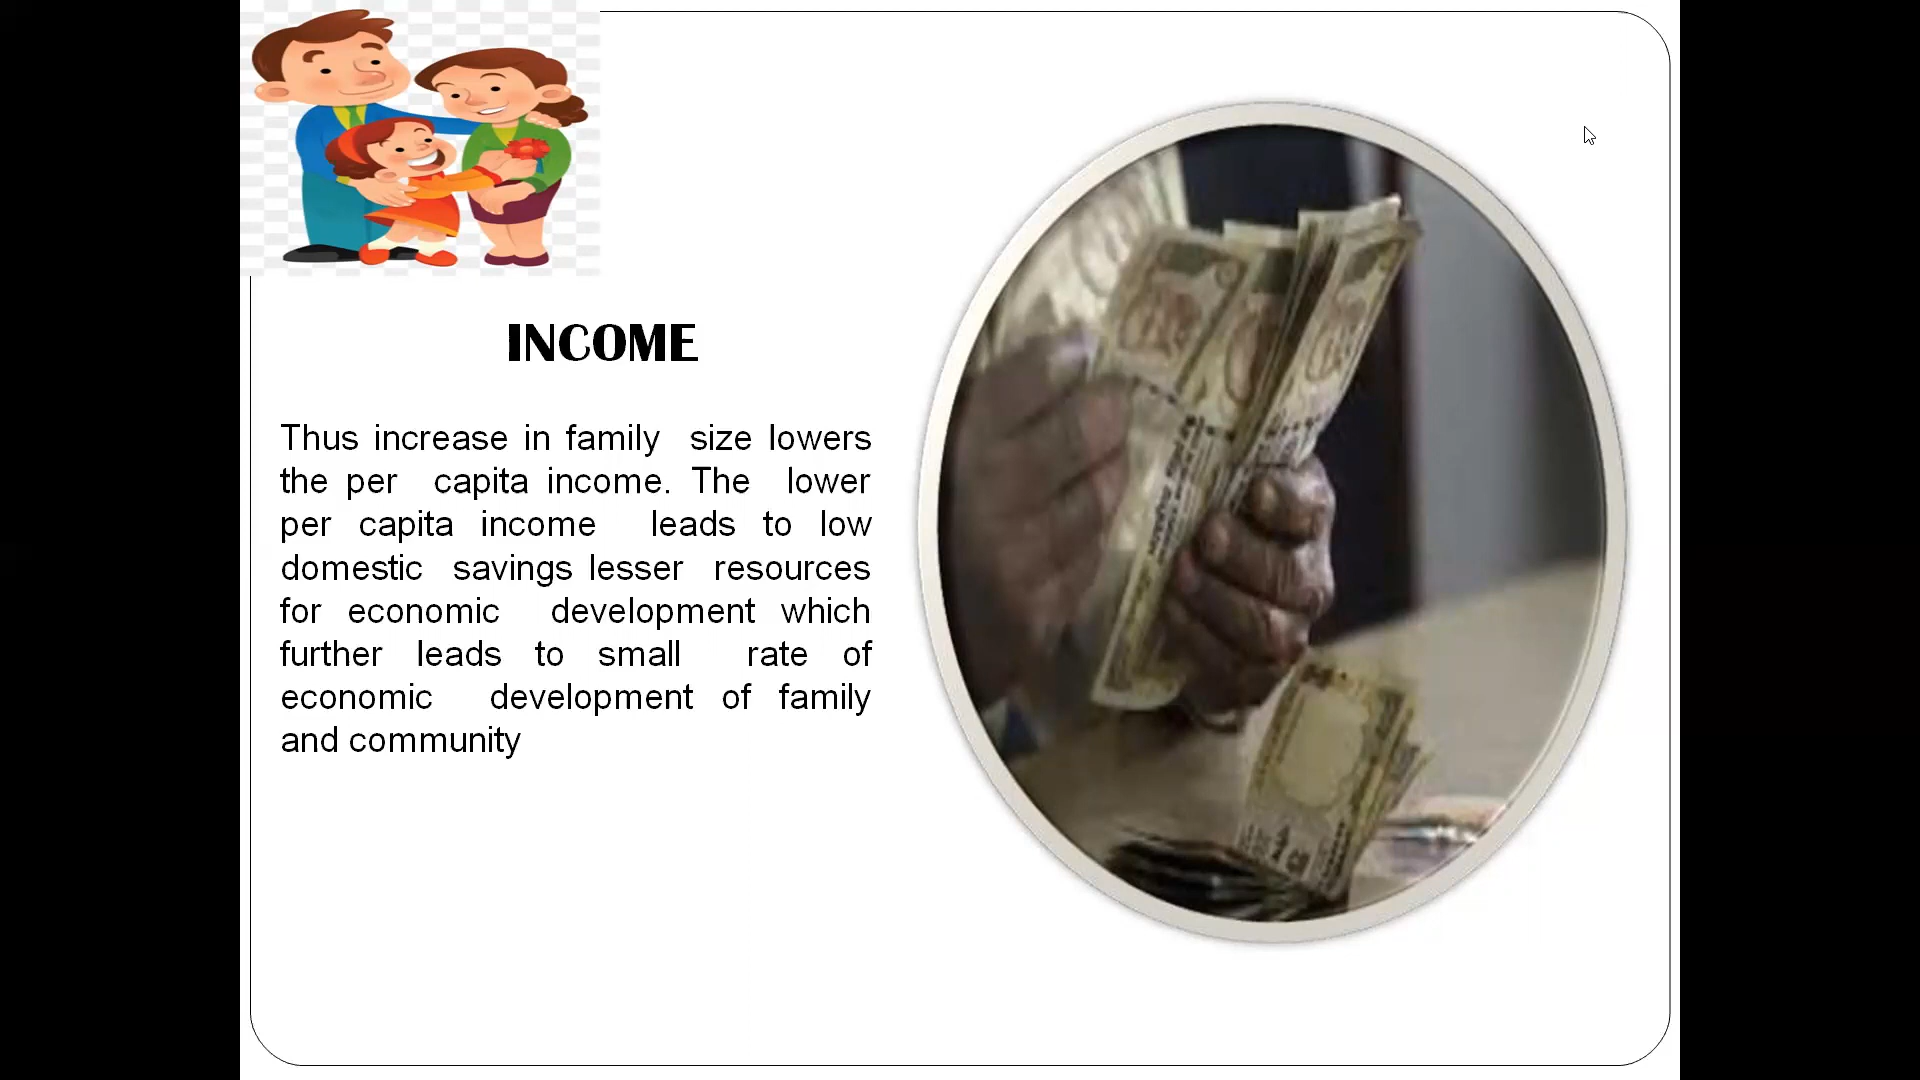 INCOME
Thus increase in family size lowers
the per capita income. The lower
per capita income leads to low
domestic savings lesser resources
for economic development which
further leads to small rate of
economic development of family
and community